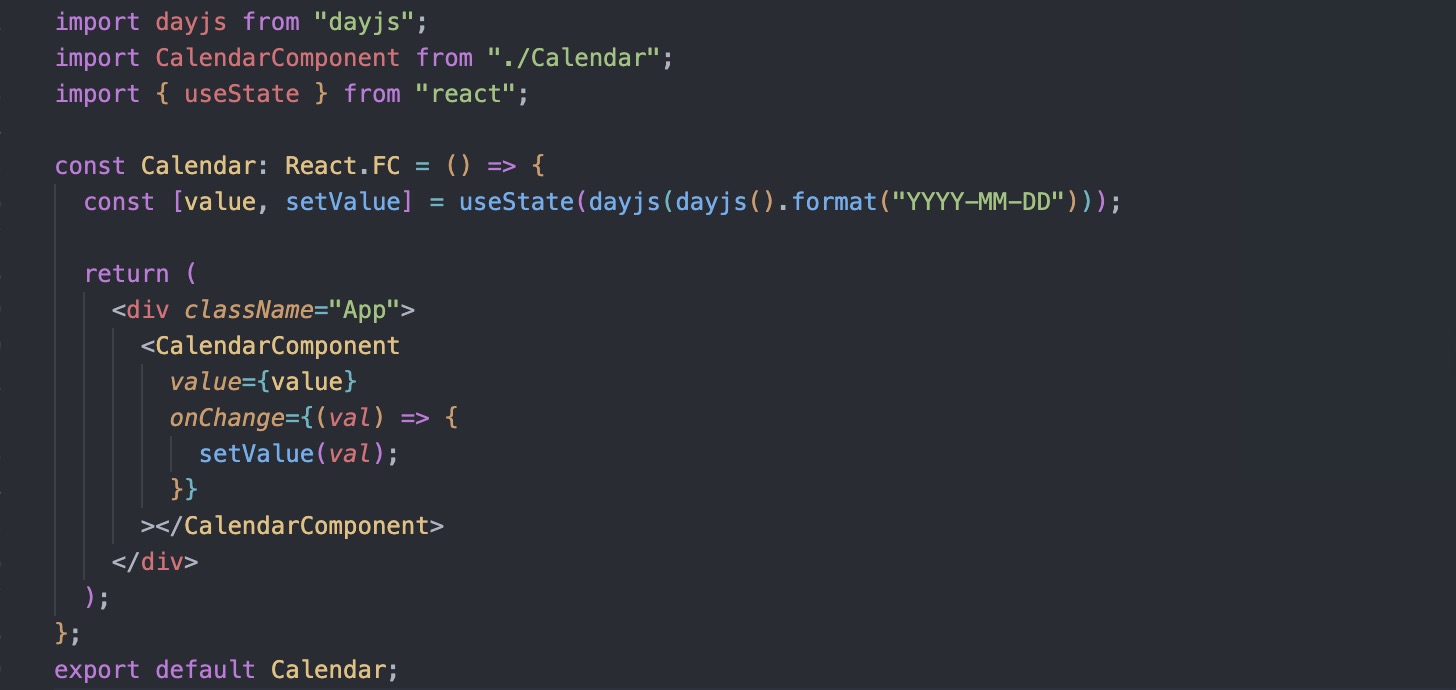 import dayjs from "dayjs";
import CalendarComponent from "./Calendar";
import { useState } from "react";
const Calendar: React.FC = () => {
const [value, setValue] = useState(dayjs(dayjs().format("YYYY-MM-DD")));
return (
<div className="App">
<CalendarComponent
value={value}
onChange={(val) => {
setValue(val);
}}
></CalendarComponent>
</div>
);
};
export default Calendar;